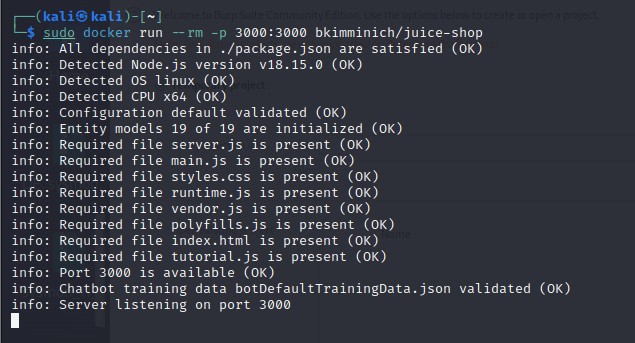 (kali㉿kali)-[~]
$ sudo docker run --rm -p 3000:3000 bkimminich/juice-shop
info: All dependencies in ./package.json are satisfied (OK)
info: Detected Node.js version v18.15.0 (OK)
info: Detected OS linux (OK)
info: Detected CPU x64 (OK)
info: Configuration default validated (OK)
info: Entity models 19 of 19 are initialized (OK)
info: Required file server.js is present (OK)
info: Required file main.js is present (OK)
info: Required file styles.css is present (OK)
info: Required file runtime.js is present (OK)
info: Required file vendor.js is present (OK)
info: Required file polyfills.js is present (OK)
info: Required file index.html is present (OK)
info: Required file tutorial.js is present (OK)
info: Port 3000 is available (OK)
info: Chatbot training data botDefaultTrainingData.json validated (OK)
info: Server listening on port 3000